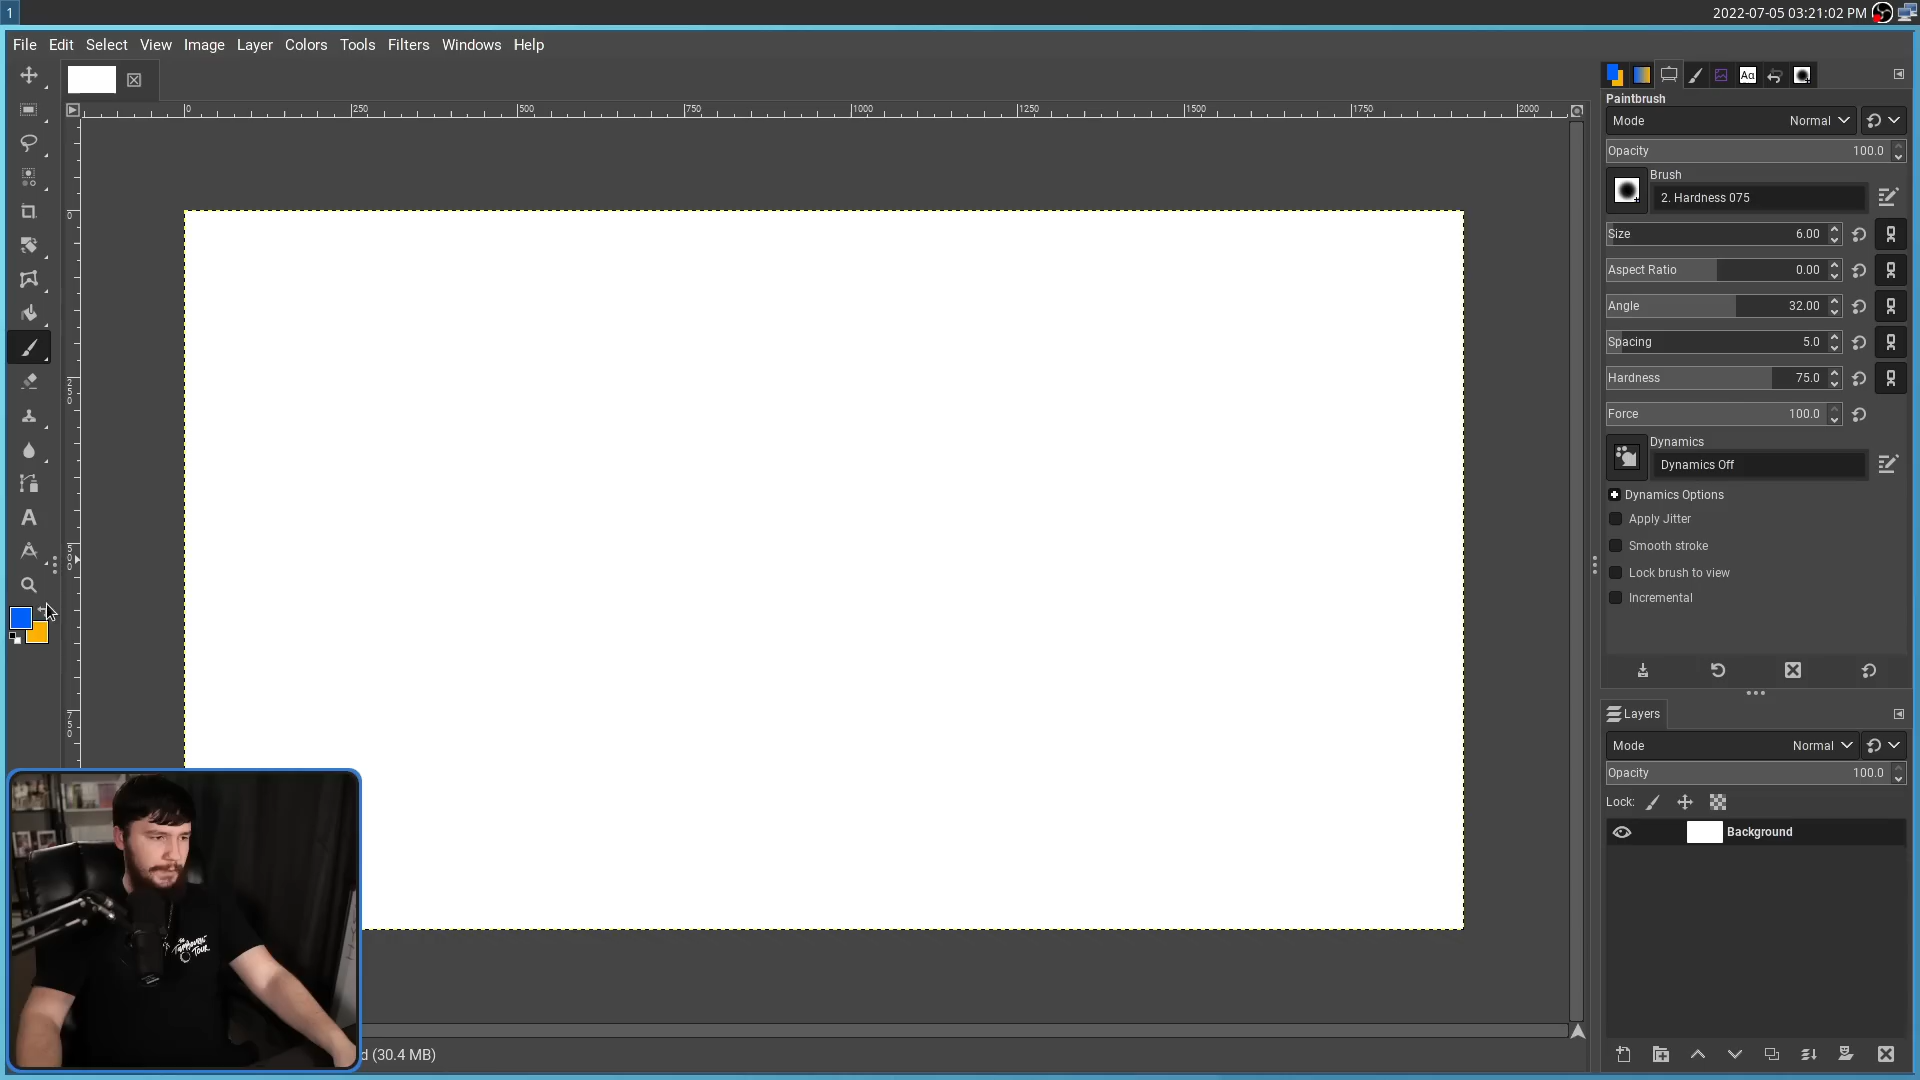 1
2022-07-05 03:21:02 PM
File Edit Select View Image Layer Colors Tools Filters Windows Help
0 250 500 750 1000 1250 1500 1750 2000
0
250
500
750
Paintbrush
Mode Normal
Opacity 100.0
Brush
2. Hardness 075
Size 6.00
Aspect Ratio 0.00
Angle 32.00
Spacing 5.0
Hardness 75.0
Force 100.0
Dynamics
Dynamics Off
Dynamics Options
Apply Jitter
Smooth stroke
Lock brush to view
Incremental
Layers
Mode Normal
Opacity 100.0
Lock:
Background
d (30.4 MB)